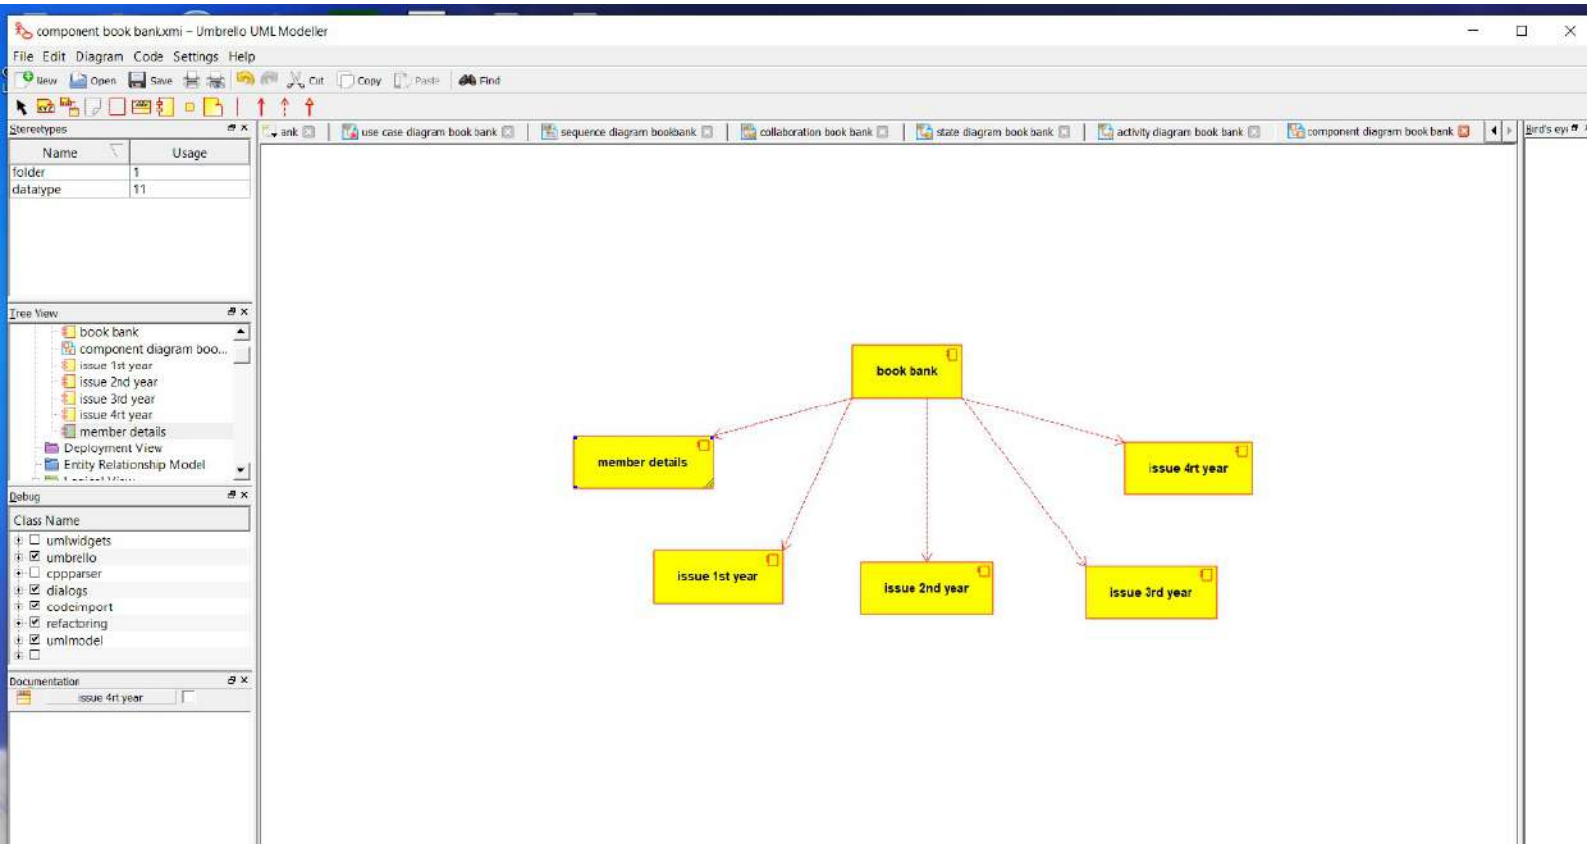 component book bank.xmi – Umbrello UML Modeller
File Edit Diagram Code Settings Help
New Open Save Cut Copy Paste Find
Stereotypes
Name Usage
folder 1
datatype 11
ank use case diagram book bank sequence diagram bookbank collaboration book bank state diagram book bank activity diagram book bank component diagram book bank
Bird's eye
Tree View
book bank
component diagram boo...
issue 1st year
issue 2nd year
issue 3rd year
issue 4rt year
member details
Deployment View
Entity Relationship Model
Debug
Class Name
umlwidgets
umbrello
cppparser
dialogs
codeimport
refactoring
umlmodel
Documentation
issue 4rt year
book bank
member details
issue 4rt year
issue 1st year
issue 2nd year
issue 3rd year